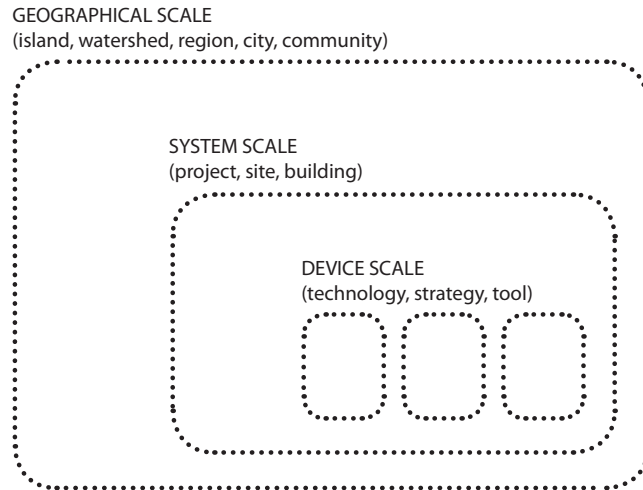 GEOGRAPHICAL SCALE
(island, watershed, region, city, community)
SYSTEM SCALE
(project, site, building)
DEVICE SCALE
(technology, strategy, tool)